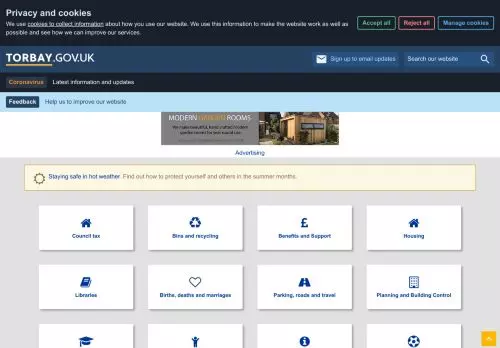 Privacy and cookies
We use cookies to collect information about how you use our website. We use this information to make the website work as well as
possible and see how we can improve our services.
Accept all
Reject all
Manage cookies
TORBAY.GOV.UK
Sign up to email updates
Search our website
Coronavirus
Latest information and updates
Feedback
Help us to improve our website
MODERN GARDEN ROOMS
We make beautiful, hand crafted, modern
garden rooms for year round use.
Advertising
Staying safe in hot weather Find out how to protect yourself and others in the summer months.
Council tax
Bins and recycling
Benefits and Support
Housing
Libraries
Births, deaths and marriages
Parking, roads and travel
Planning and Building Control